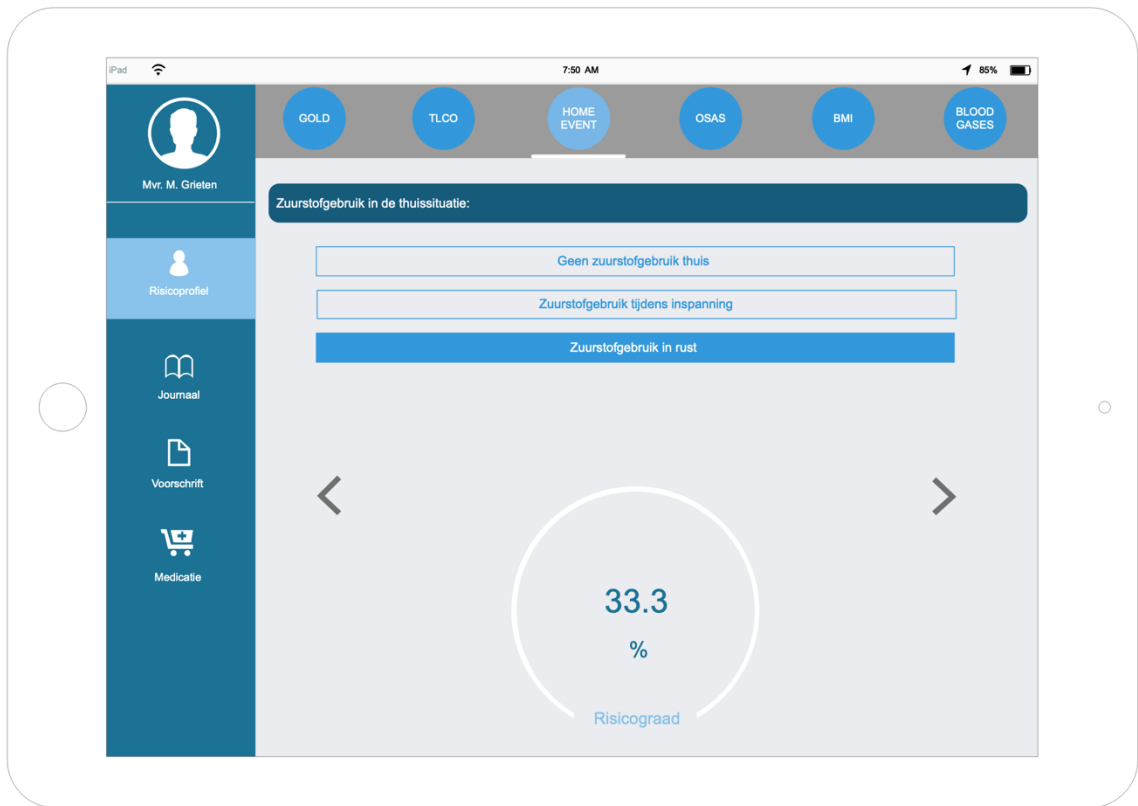 iPad
7:50 AM
85%
Mvr. M. Grieten
Risicoprofiel
Journaal
Voorschrift
Medicatie
GOLD
TLCO
HOME
EVENT
OSAS
BMI
BLOOD
GASES
Zuurstofgebruik in de thuissituatie:
Geen zuurstofgebruik thuis
Zuurstofgebruik tijdens inspanning
Zuurstofgebruik in rust
33.3
%
Risicograad